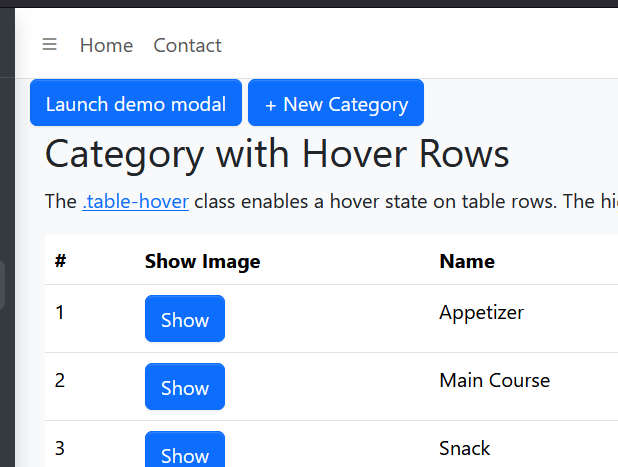 Home Contact
Launch demo modal + New Category
Category with Hover Rows
The .table-hover class enables a hover state on table rows. The
# Show Image Name
1 Show Appetizer
2 Show Main Course
3 Show Snack